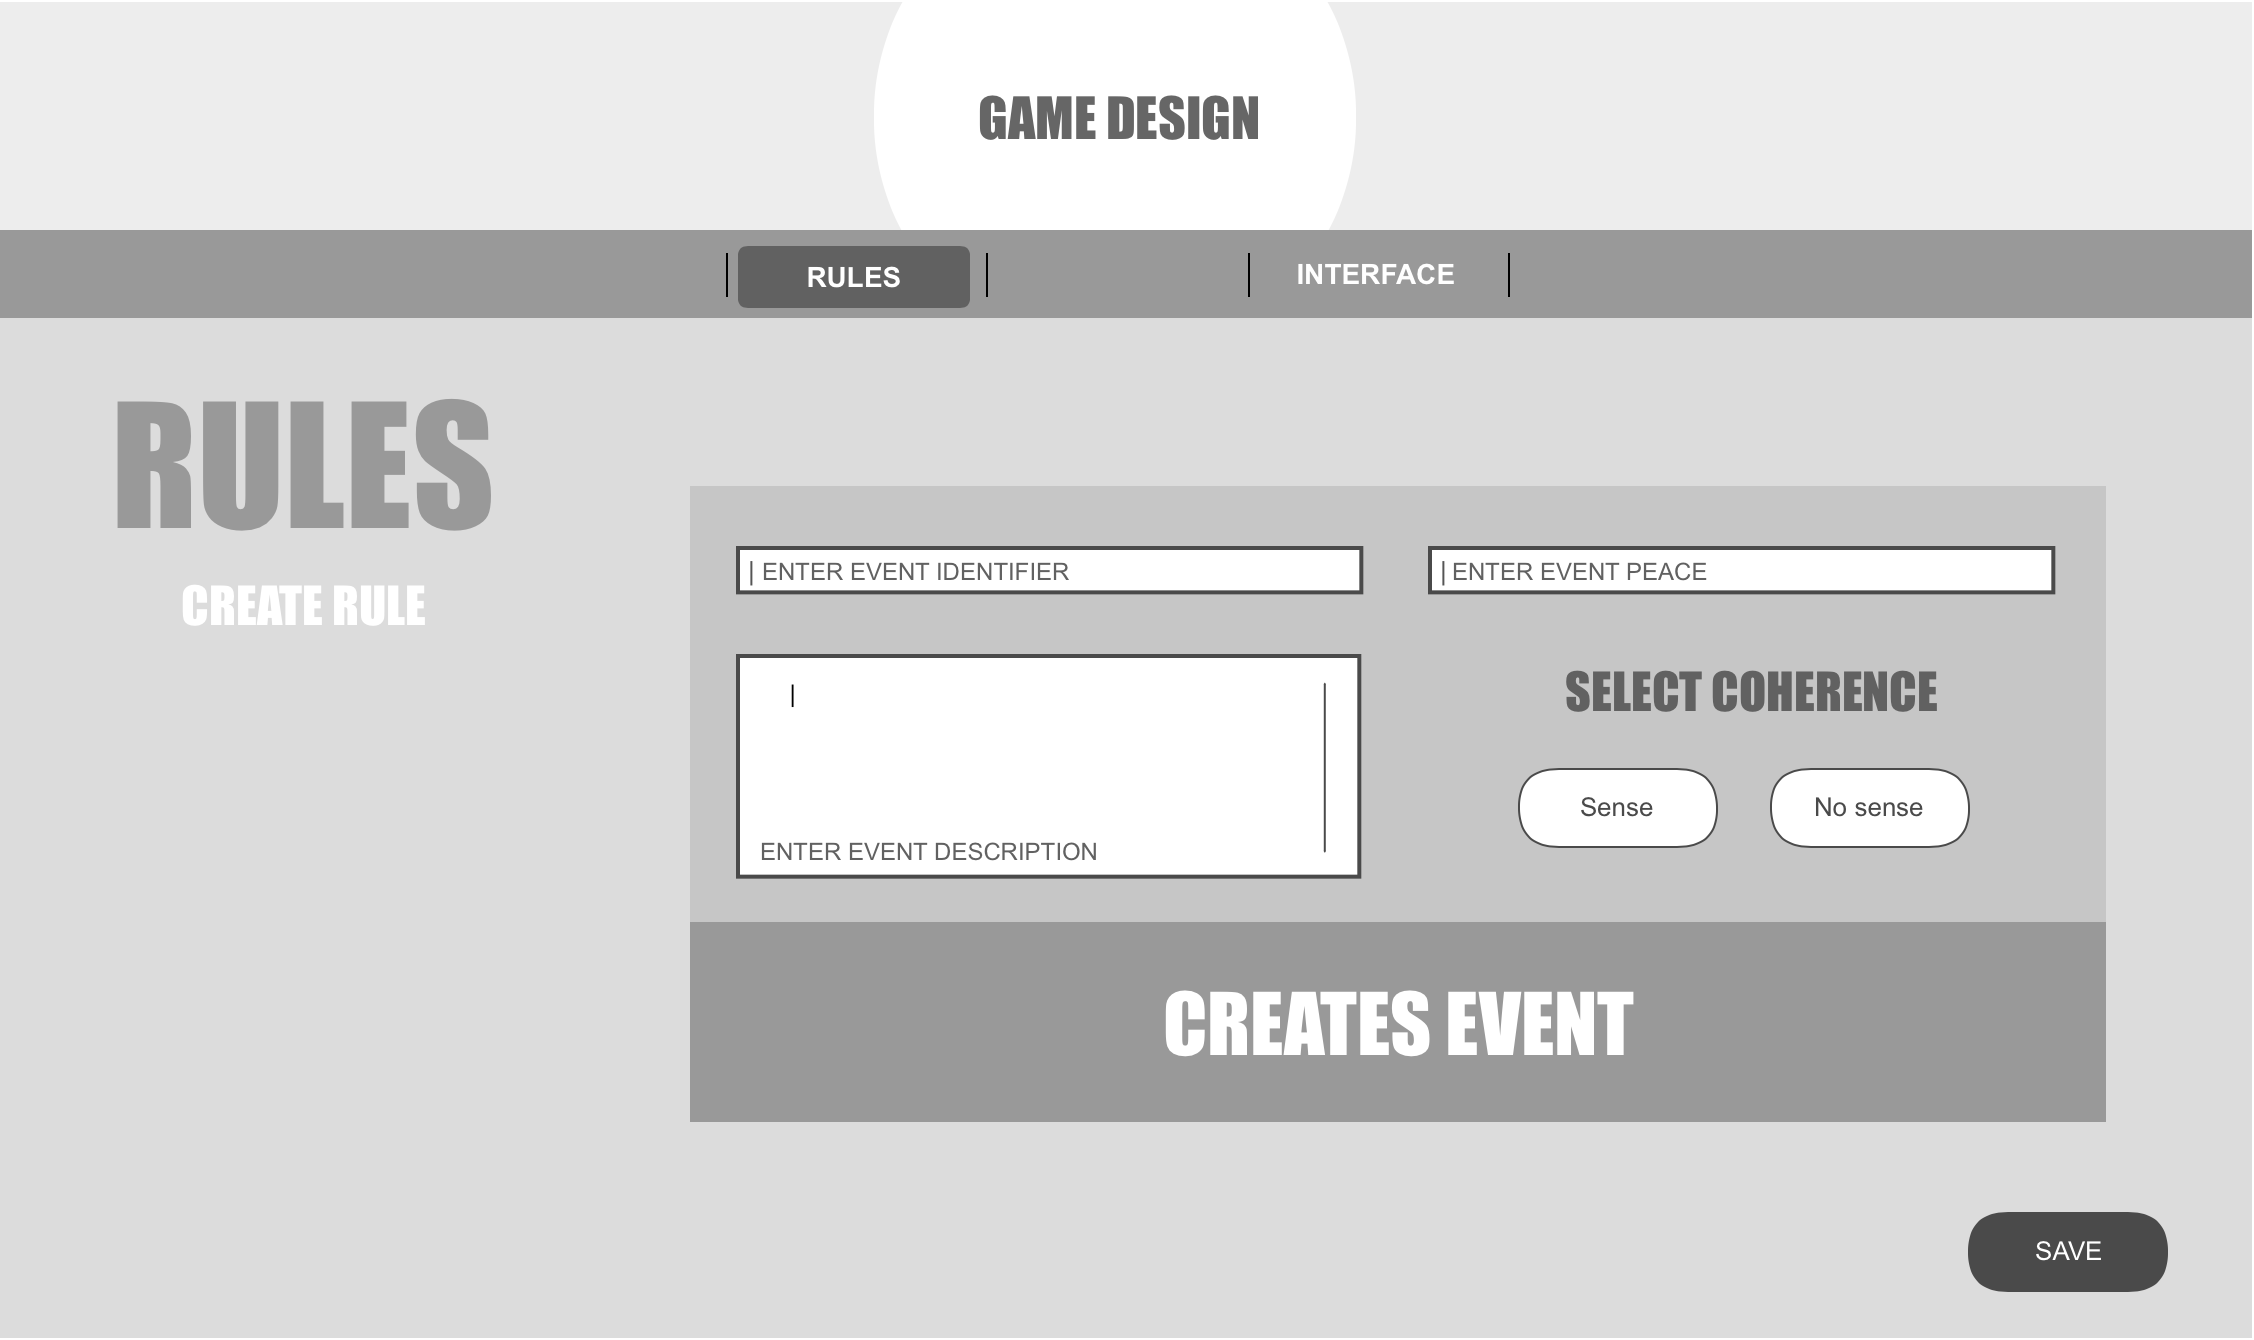 GAME DESIGN
RULES
INTERFACE
RULES
CREATE RULE
ENTER EVENT IDENTIFIER
ENTER EVENT PEACE
SELECT COHERENCE
Sense
No sense
ENTER EVENT DESCRIPTION
CREATES EVENT
SAVE